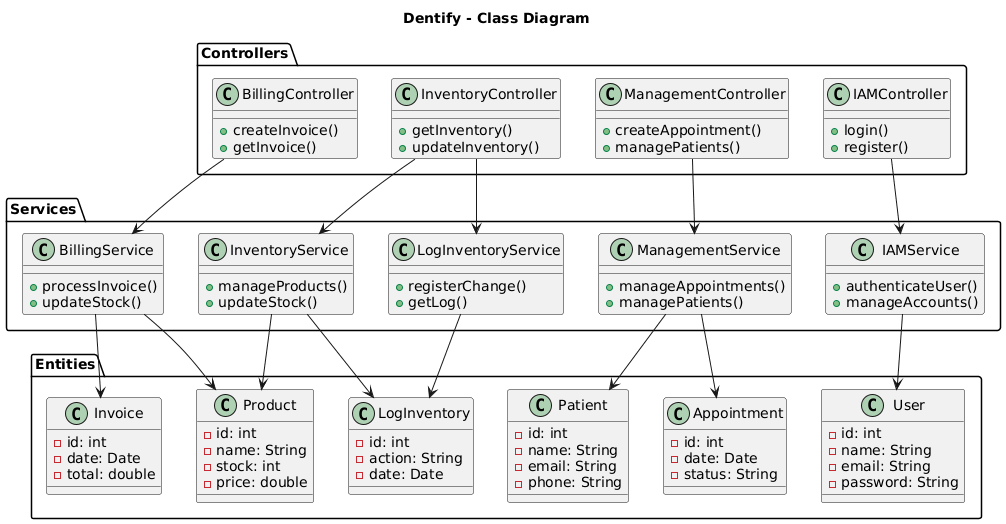 Dentify - Class Diagram
Controllers
C BillingController
createInvoice()
getInvoice()
C InventoryController
getInventory()
updateInventory()
C ManagementController
createAppointment()
managePatients()
C IAMController
login()
register()
Services
C BillingService
processInvoice()
updateStock()
C InventoryService
manageProducts()
updateStock()
C LogInventoryService
registerChange()
getLog()
C ManagementService
manageAppointments()
managePatients()
C IAMService
authenticateUser()
manageAccounts()
Entities
C Invoice
id: int
date: Date
total: double
C Product
id: int
name: String
stock: int
price: double
C LogInventory
id: int
action: String
date: Date
C Patient
id: int
name: String
email: String
phone: String
C Appointment
id: int
date: Date
status: String
C User
id: int
name: String
email: String
password: String